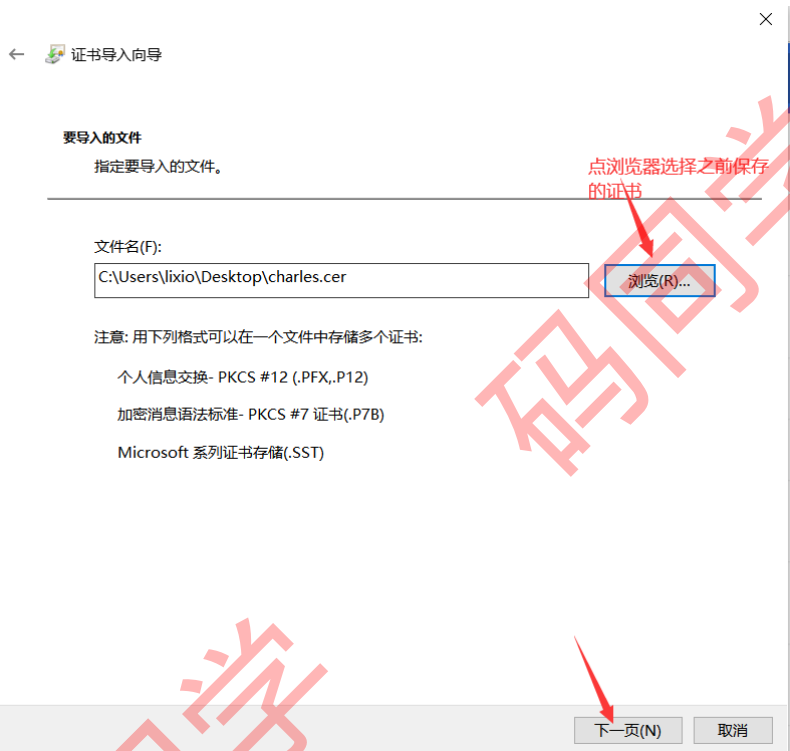 证书导入向导
要导入的文件
指定要导入的文件。
点浏览器选择之前保存
的证书
文件名(F):
C:\Users\lixio\Desktop\charles.cer
浏览(R)...
注意: 用下列格式可以在一个文件中存储多个证书:
个人信息交换- PKCS #12 (.PFX,.P12)
加密消息语法标准- PKCS #7 证书(.P7B)
Microsoft 系列证书存储(.SST)
码同学
码同学
下一页(N)
取消